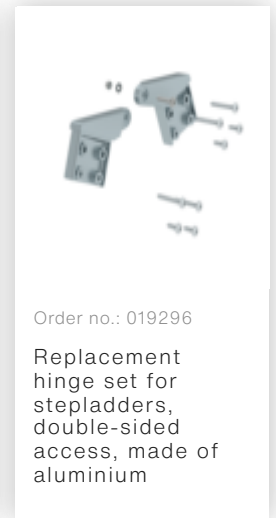 Order no.: 019296
Replacement
hinge set for
stepladders,
double-sided
access, made of
aluminium